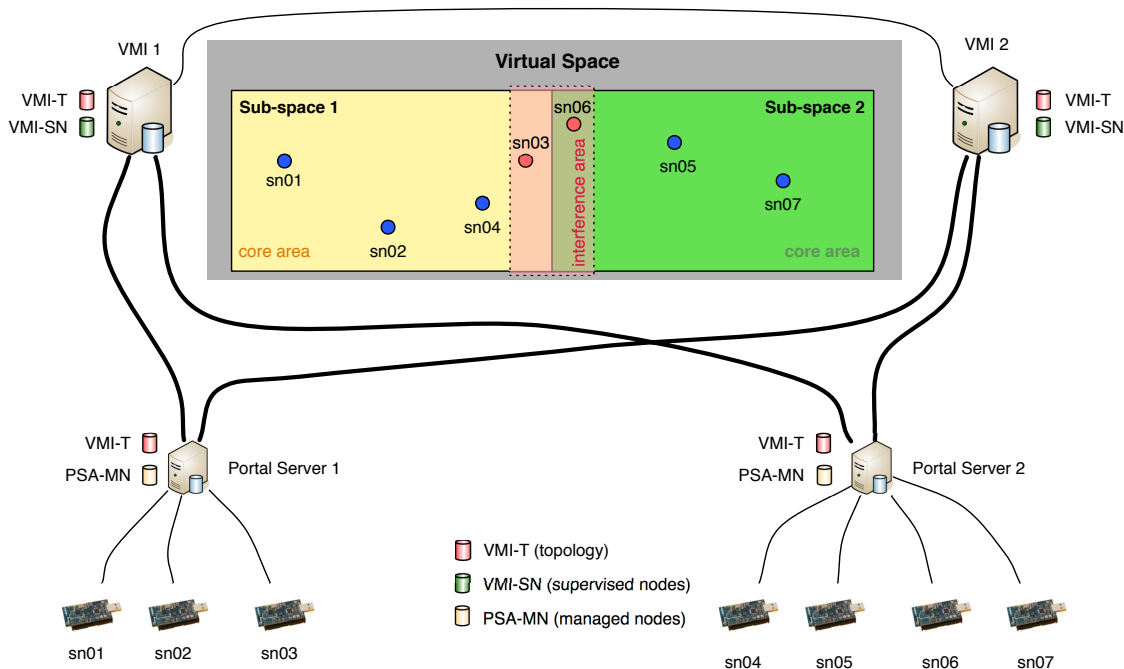 VMI 1
VMI 2
Virtual Space
VMI-T
VMI-SN
Sub-space 1
Sub-space 2
VMI-T
VMI-SN
sn06
sn03
sn01
sn05
sn07
sn04
sn02
interference area
core area
core area
VMI-T
PSA-MN
Portal Server 1
VMI-T
PSA-MN
Portal Server 2
VMI-T (topology)
VMI-SN (supervised nodes)
PSA-MN (managed nodes)
sn01
sn02
sn03
sn04
sn05
sn06
sn07